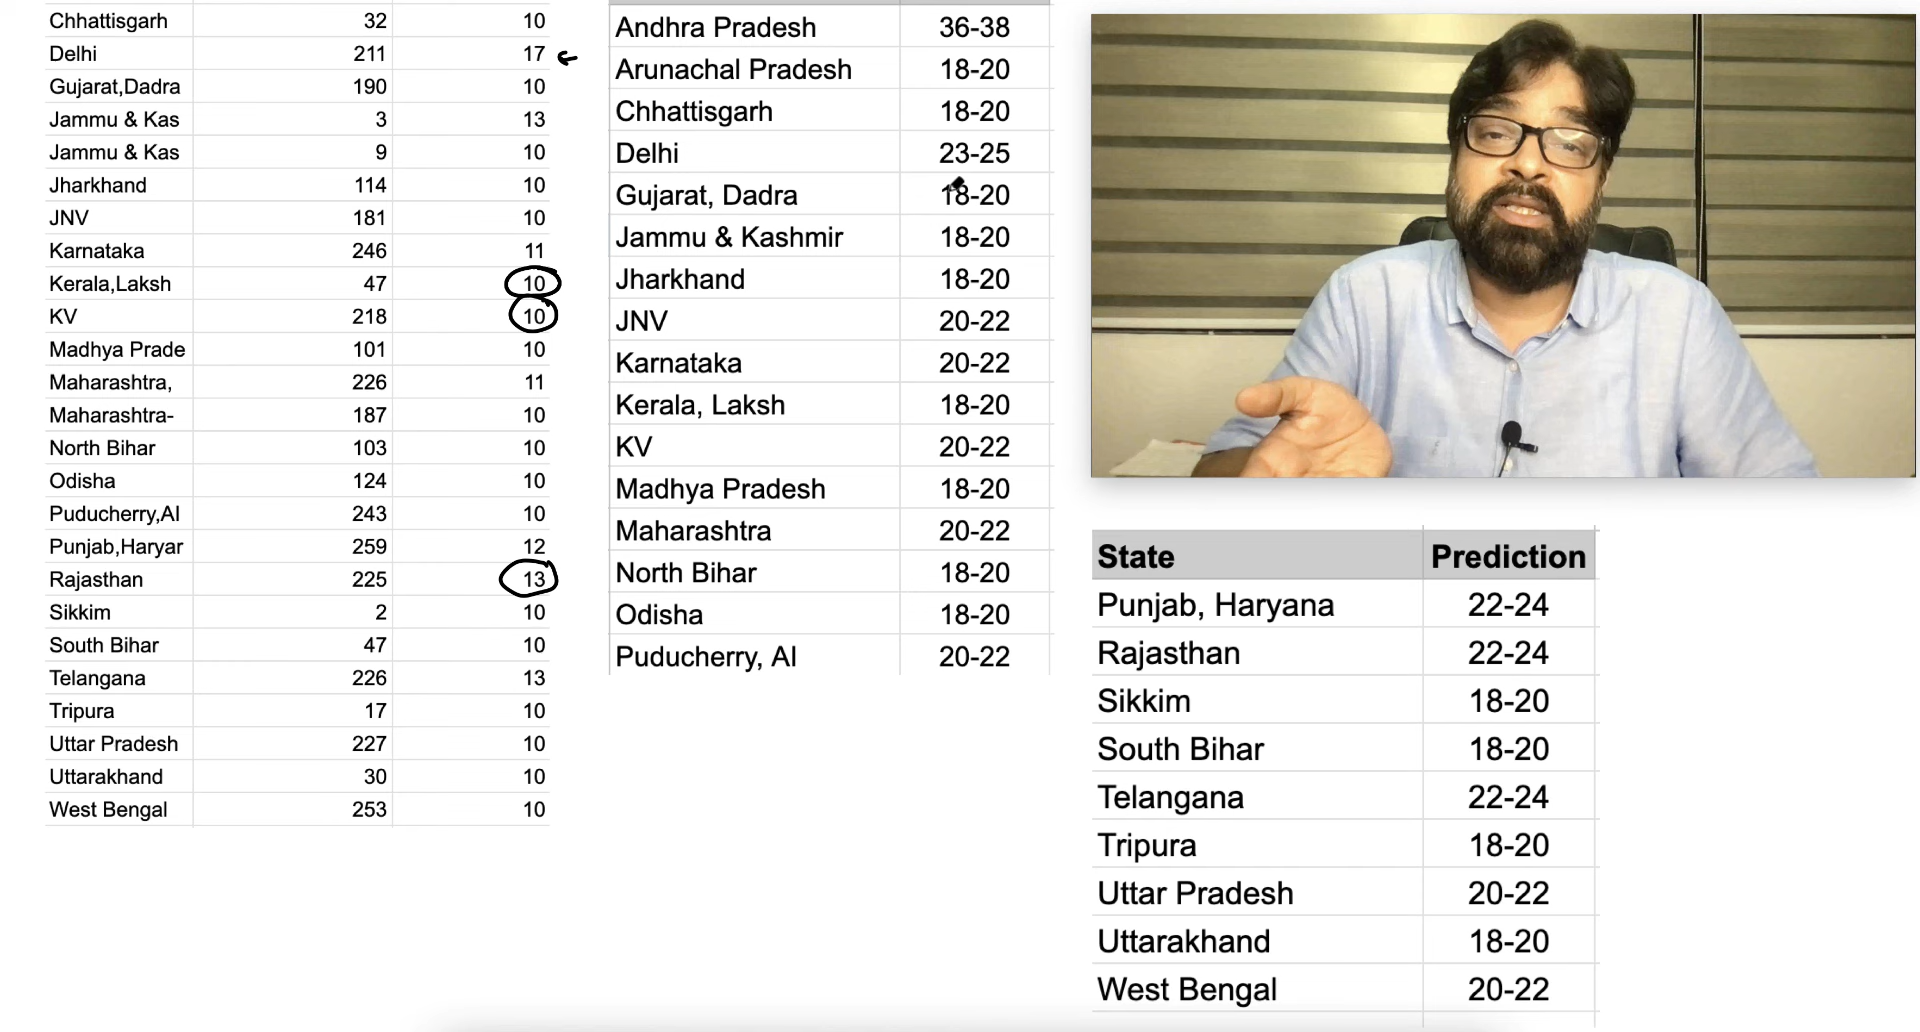 Chhattisgarh 32 10
Delhi 211 17
Gujarat,Dadra 190 10
Jammu & Kas 3 13
Jammu & Kas 9 10
Jharkhand 114 10
JNV 181 10
Karnataka 246 11
Kerala,Laksh 47 10
KV 218 10
Madhya Prade 101 10
Maharashtra, 226 11
Maharashtra- 187 10
North Bihar 103 10
Odisha 124 10
Puducherry,AI 243 10
Punjab,Haryar 259 12
Rajasthan 225 13
Sikkim 2 10
South Bihar 47 10
Telangana 226 13
Tripura 17 10
Uttar Pradesh 227 10
Uttarakhand 30 10
West Bengal 253 10
Andhra Pradesh 36-38
Arunachal Pradesh 18-20
Chhattisgarh 18-20
Delhi 23-25
Gujarat, Dadra 18-20
Jammu & Kashmir 18-20
Jharkhand 18-20
JNV 20-22
Karnataka 20-22
Kerala, Laksh 18-20
KV 20-22
Madhya Pradesh 18-20
Maharashtra 20-22
North Bihar 18-20
Odisha 18-20
Puducherry, AI 20-22
State Prediction
Punjab, Haryana 22-24
Rajasthan 22-24
Sikkim 18-20
South Bihar 18-20
Telangana 22-24
Tripura 18-20
Uttar Pradesh 20-22
Uttarakhand 18-20
West Bengal 20-22